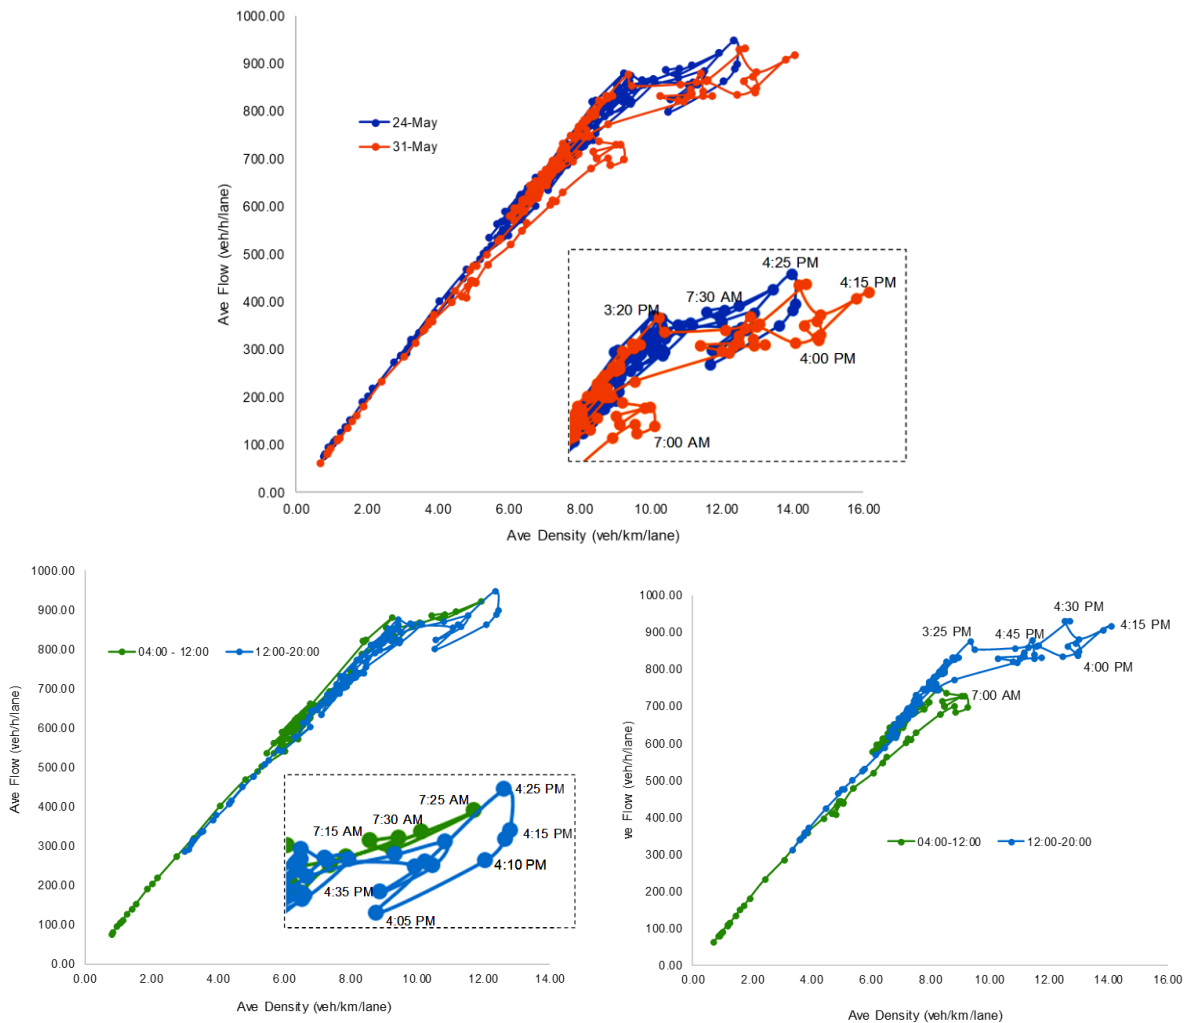 1000.00
900.00
800.00
700.00
600.00
500.00
400.00
300.00
200.00
100.00
0.00
Ave Flow (veh/h/lane)
24-May
31-May
4:25 PM
4:15 PM
7:30 AM
3:20 PM
4:00 PM
7:00 AM
0.00 2.00 4.00 6.00 8.00 10.00 12.00 14.00 16.00
Ave Density (veh/km/lane)
1000.00
900.00
800.00
700.00
600.00
500.00
400.00
300.00
200.00
100.00
0.00
Ave Flow (veh/h/lane)
04:00 - 12:00 12:00-20:00
7:25 AM
4:25 PM
7:30 AM
7:15 AM
4:15 PM
4:10 PM
4:35 PM
4:05 PM
0.00 2.00 4.00 6.00 8.00 10.00 12.00 14.00
Ave Density (veh/km/lane)
1000.00
900.00
800.00
700.00
600.00
500.00
400.00
300.00
200.00
100.00
0.00
ve Flow (veh/h/lane)
4:30 PM
4:15 PM
3:25 PM
4:45 PM
4:00 PM
7:00 AM
04:00-12:00 12:00-20:00
0.00 2.00 4.00 6.00 8.00 10.00 12.00 14.00 16.00
Ave Density (veh/km/lane)